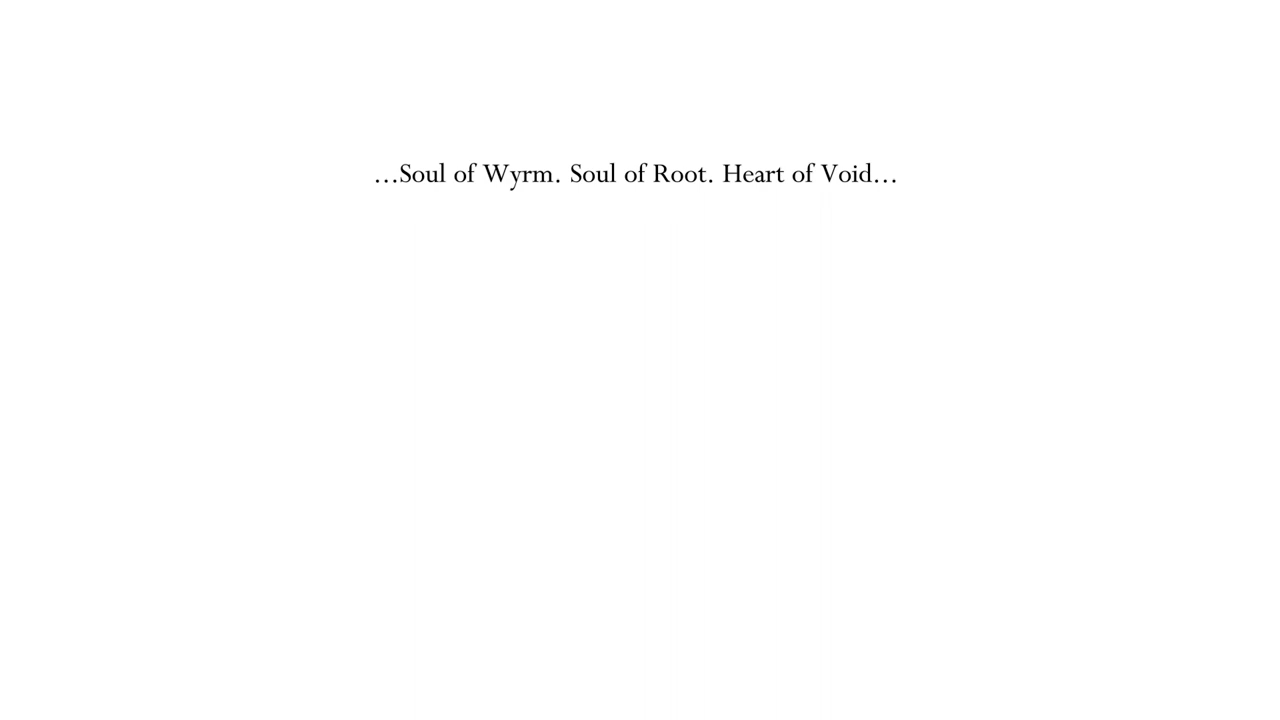 …Soul of Wyrm. Soul of Root. Heart of Void…